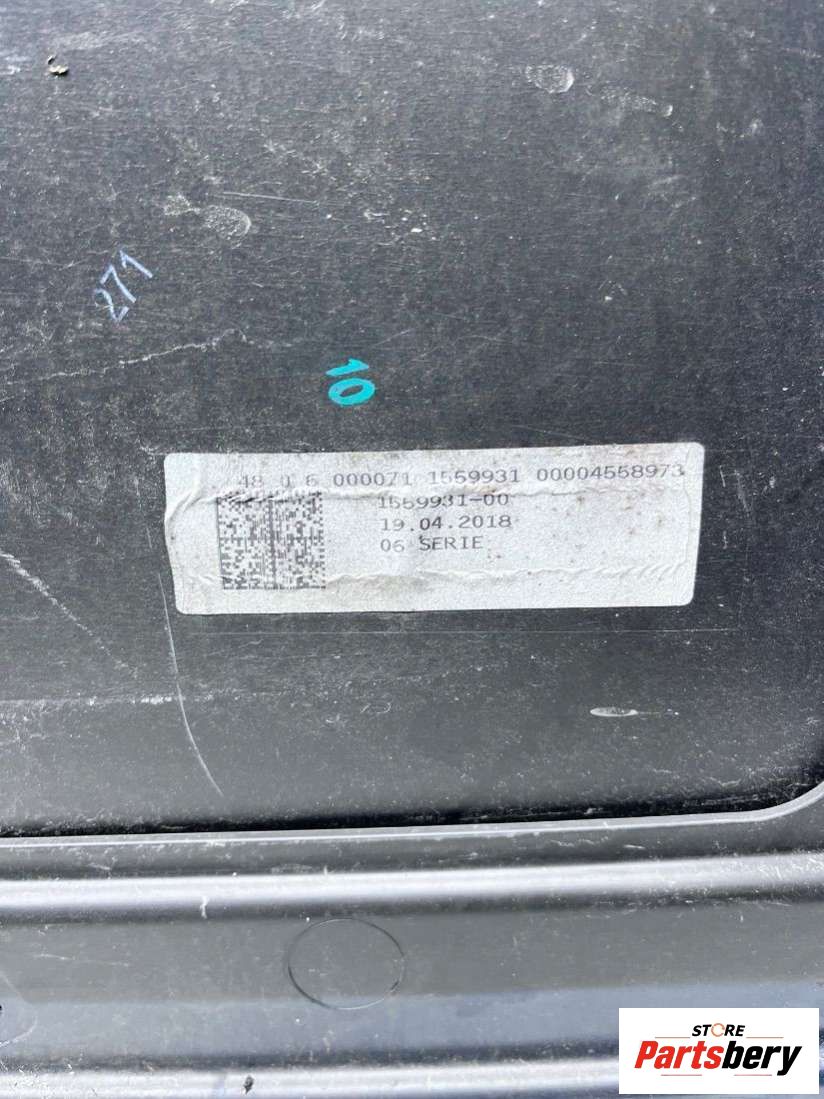 271
10
48 0 6 000071 1559931 00004558973
1559931-00
19.04.2018
06 SERIE
STORE
Partsbery